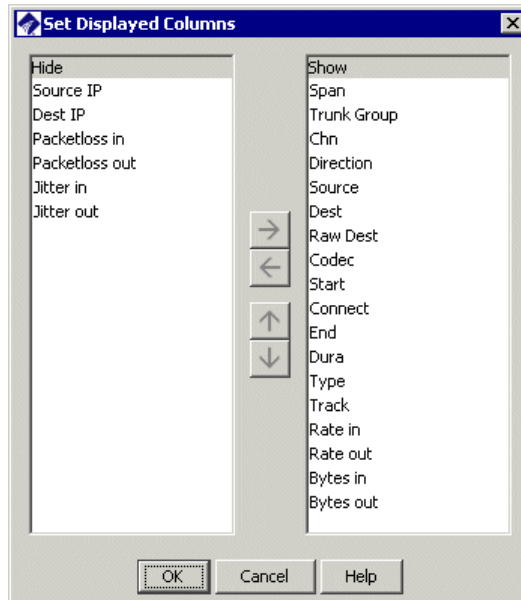 Set Displayed Columns
Hide
Source IP
Dest IP
Packetloss in
Packetloss out
Jitter in
Jitter out
Show
Span
Trunk Group
Chn
Direction
Source
Dest
Raw Dest
Codec
Start
Connect
End
Dura
Type
Track
Rate in
Rate out
Bytes in
Bytes out
OK
Cancel
Help